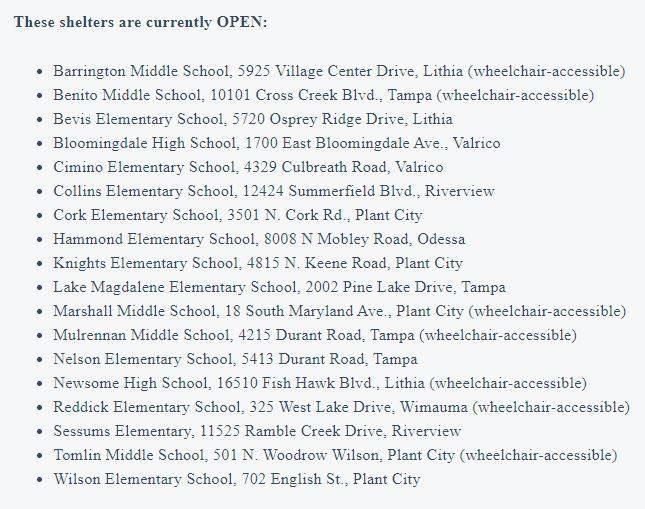 These shelters are currently OPEN:
• Barrington Middle School, 5925 Village Center Drive, Lithia (wheelchair-accessible)
• Benito Middle School, 10101 Cross Creek Blvd., Tampa (wheelchair-accessible)
• Bevis Elementary School, 5720 Osprey Ridge Drive, Lithia
• Bloomingdale High School, 1700 East Bloomingdale Ave., Valrico
• Cimino Elementary School, 4329 Culbreath Road, Valrico
• Collins Elementary School, 12424 Summerfield Blvd., Riverview
• Cork Elementary School, 3501 N. Cork Rd., Plant City
• Hammond Elementary School, 8008 N Mobley Road, Odessa
• Knights Elementary School, 4815 N. Keene Road, Plant City
• Lake Magdalene Elementary School, 2002 Pine Lake Drive, Tampa
• Marshall Middle School, 18 South Maryland Ave., Plant City (wheelchair-accessible)
• Mulrennan Middle School, 4215 Durant Road, Tampa (wheelchair-accessible)
• Nelson Elementary School, 5413 Durant Road, Tampa
• Newsome High School, 16510 Fish Hawk Blvd., Lithia (wheelchair-accessible)
• Reddick Elementary School, 325 West Lake Drive, Wimauma (wheelchair-accessible)
• Sessums Elementary, 11525 Ramble Creek Drive, Riverview
• Tomlin Middle School, 501 N. Woodrow Wilson, Plant City (wheelchair-accessible)
• Wilson Elementary School, 702 English St., Plant City